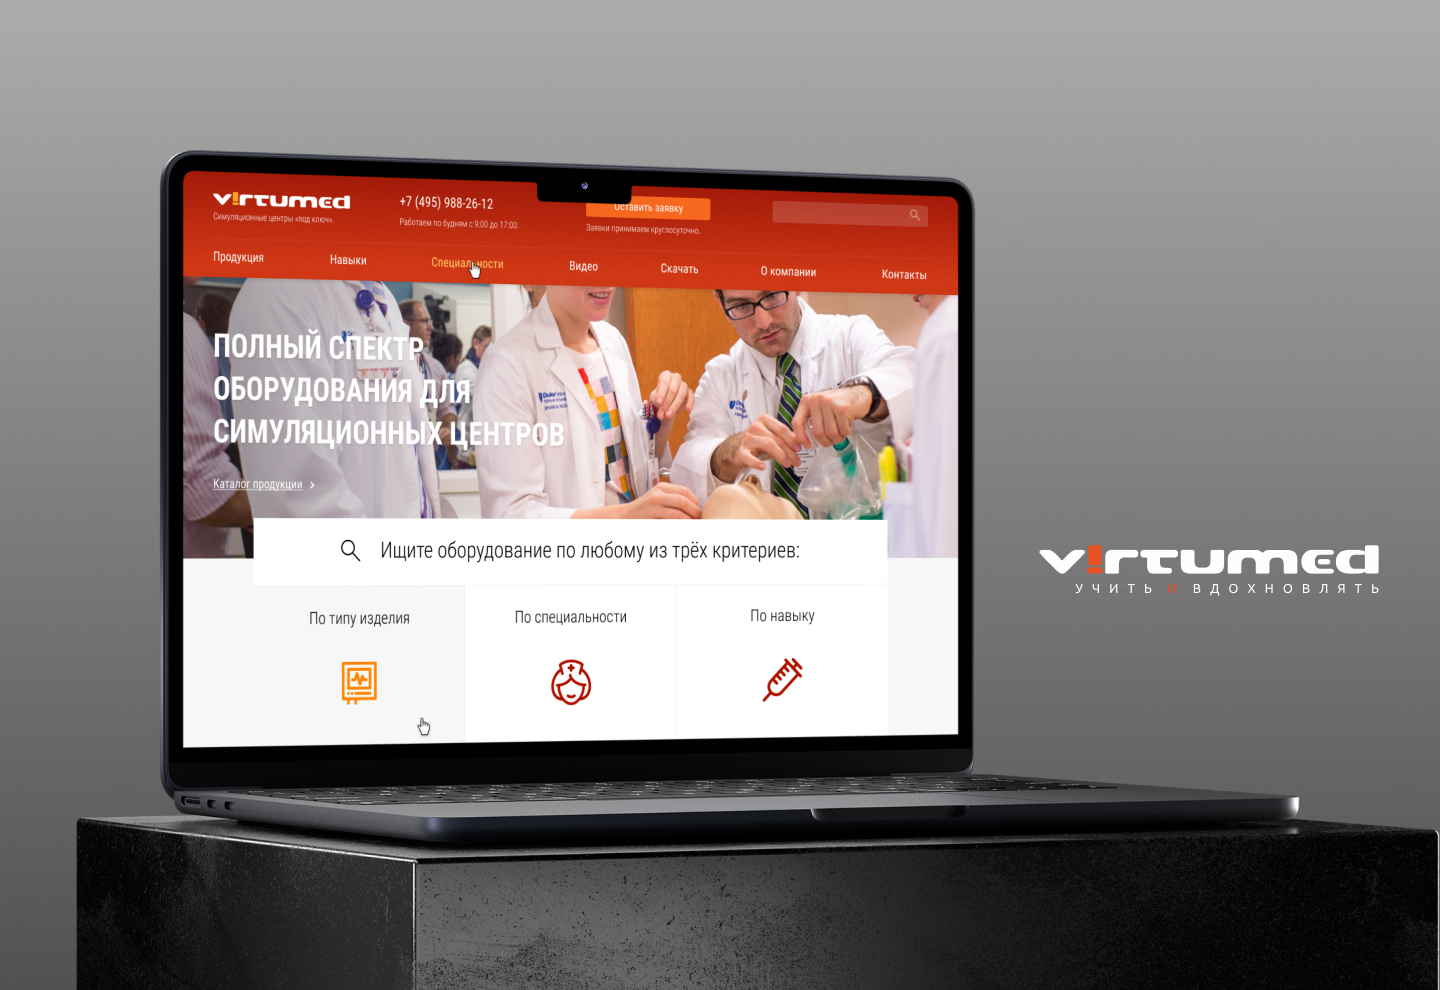 v!rtumed
Симуляционные центры «под ключ».
+7 (495) 988-26-12
Работаем по будням с 9:00 до 17:00.
Оставить заявку
Заявки принимаем круглосуточно.
Продукция Навыки Специальности Видео Скачать О компании Контакты
ПОЛНЫЙ СПЕКТР
ОБОРУДОВАНИЯ ДЛЯ
СИМУЛЯЦИОННЫХ ЦЕНТРОВ
Каталог продукции
Ищите оборудование по любому из трёх критериев:
По типу изделия По специальности По навыку
v!rtumed
УЧИТЬ И ВДОХНОВЛЯТЬ